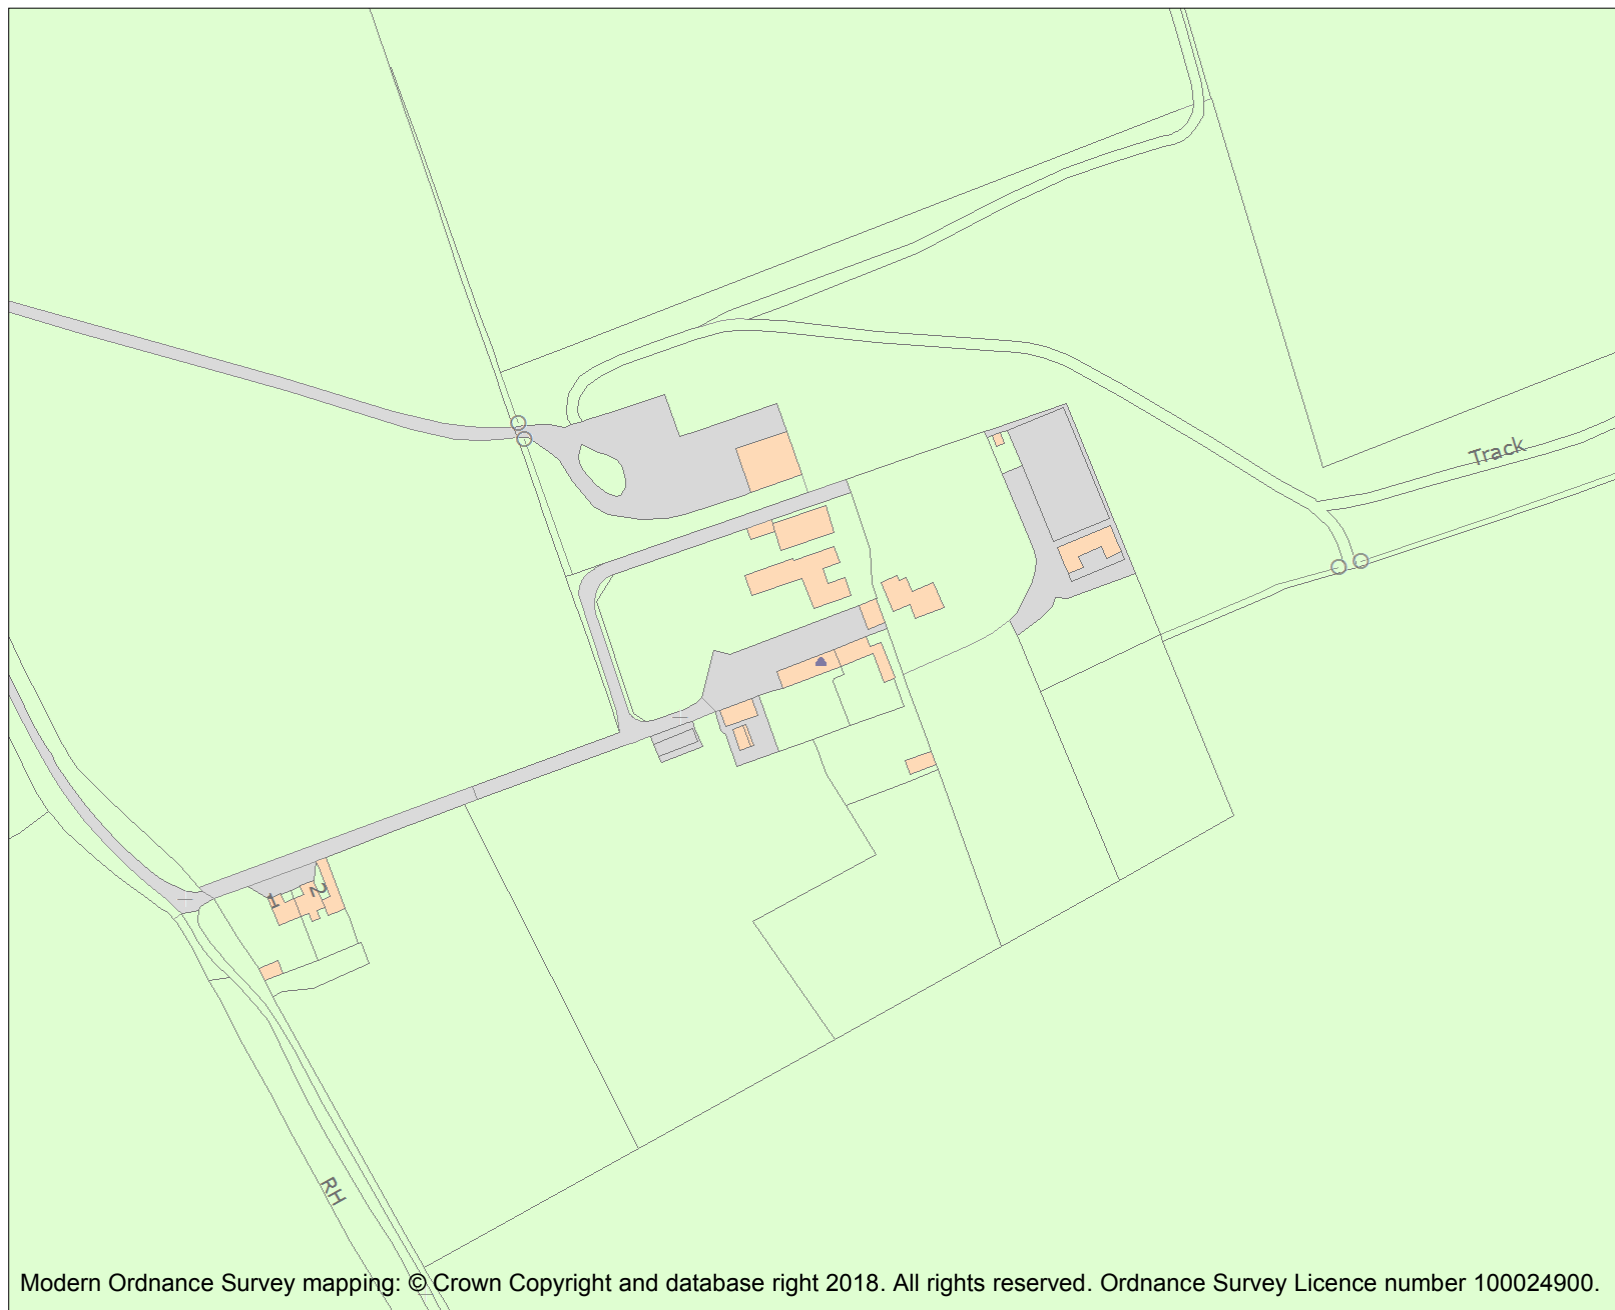 Track
1
2
RH
Modern Ordnance Survey mapping: © Crown Copyright and database right 2018. All rights reserved. Ordnance Survey Licence number 100024900.